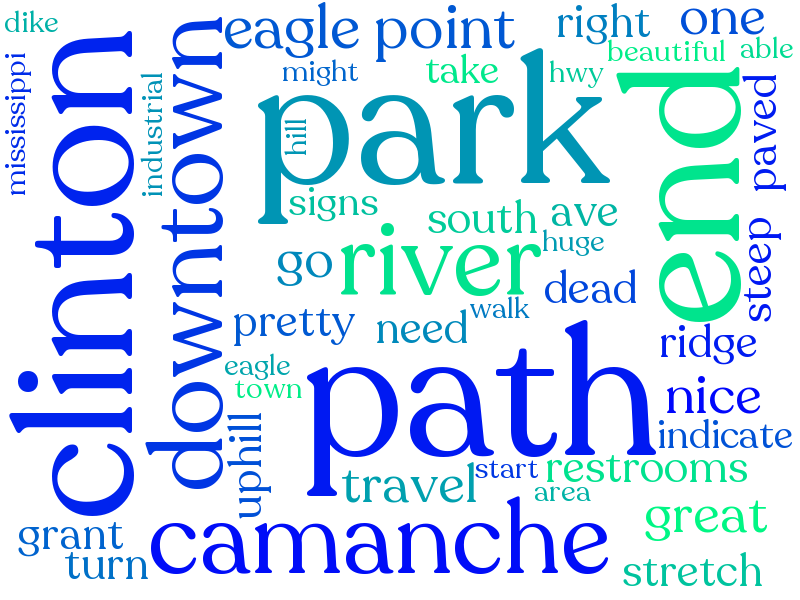 dike
eagle point
right
one
mississippi
clinton
industrial
downtown
might
take
hwy
beautiful
able
park
hill
end
paved
signs
south
ave
go
river
huge
steep
dead
pretty
need
walk
ridge
eagle
town
path
nice
indicate
uphill
travel
start
restrooms
area
grant
turn
camanche
great
stretch